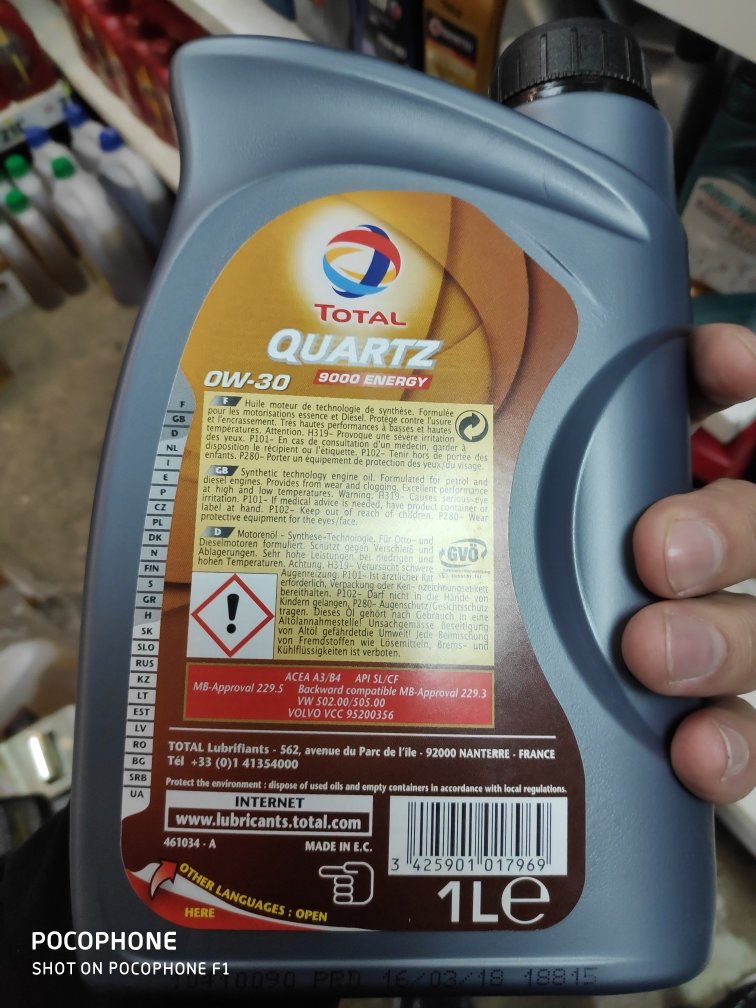 TOTAL
QUARTZ
0W-30 9000 ENERGY
F
GB
D
NL
I
E
P
CZ
PL
DK
N
FIN
S
GR
H
SK
SLO
RUS
KZ
LT
EST
LV
RO
BG
SRB
UA
F Huile moteur de technologie de synthèse. Formulée
pour les motorisations essence et Diesel. Protège contre l'usure
et l'encrassement. Très hautes performances à basses et hautes
températures. Attention. H319- Provoque une sévère irritation
des yeux. P101- En cas de consultation d'un médecin, garder à
disposition le récipient ou l'étiquette. P102- Tenir hors de portée des
enfants. P280- Porter un équipement de protection des yeux/du visage.
GB Synthetic technology engine oil. Formulated for petrol and
diesel engines. Provides from wear and clogging. Excellent performance
at high and low temperatures. Warning. H319- Causes serious eye
irritation. P101- If medical advice is needed, have product container or
label at hand. P102- Keep out of reach of children. P280- Wear
protective equipment for the eyes/face.
D Motorenöl - Synthese-Technologie. Für Otto- und
Dieselmotoren formuliert. Schützt gegen Verschleiß und
Ablagerungen. Sehr hohe Leistungen bei niedrigen und
hohen Temperaturen. Achtung. H319- Verursacht schwere
Augenreizung. P101- Ist ärztlicher Rat
erforderlich, Verpackung oder Ken- nzeichnungsetikett
bereithalten. P102- Darf nicht in die Hände von
Kindern gelangen. P280- Augenschutz/Gesichtsschutz
tragen. Dieses Öl gehört nach Gebrauch in eine
Altölannahmestelle! Unsachgemässe Beseitigung
von Altöl gefährdetdie Umwelt! Jede Beimischung
von Fremdstoffen wie Lösemitteln, Brems- und
Kühlflüssigkeiten ist verboten.
GVÖ
ACEA A3/B4 API SL/CF
MB-Approval 229.5 Backward compatible MB-Approval 229.3
VW 502.00/505.00
VOLVO VCC 95200356
TOTAL Lubrifiants - 562, avenue du Parc de l'île - 92000 NANTERRE - FRANCE
Tél +33 (0)1 41354000
Protect the environment : dispose of used oils and empty containers in accordance with local regulations.
INTERNET
www.lubricants.total.com
461034 - A MADE IN E.C.
3 425901 017969
OTHER LANGUAGES : OPEN
HERE
1L e
PRD 16/03/18 18815
POCOPHONE
SHOT ON POCOPHONE F1